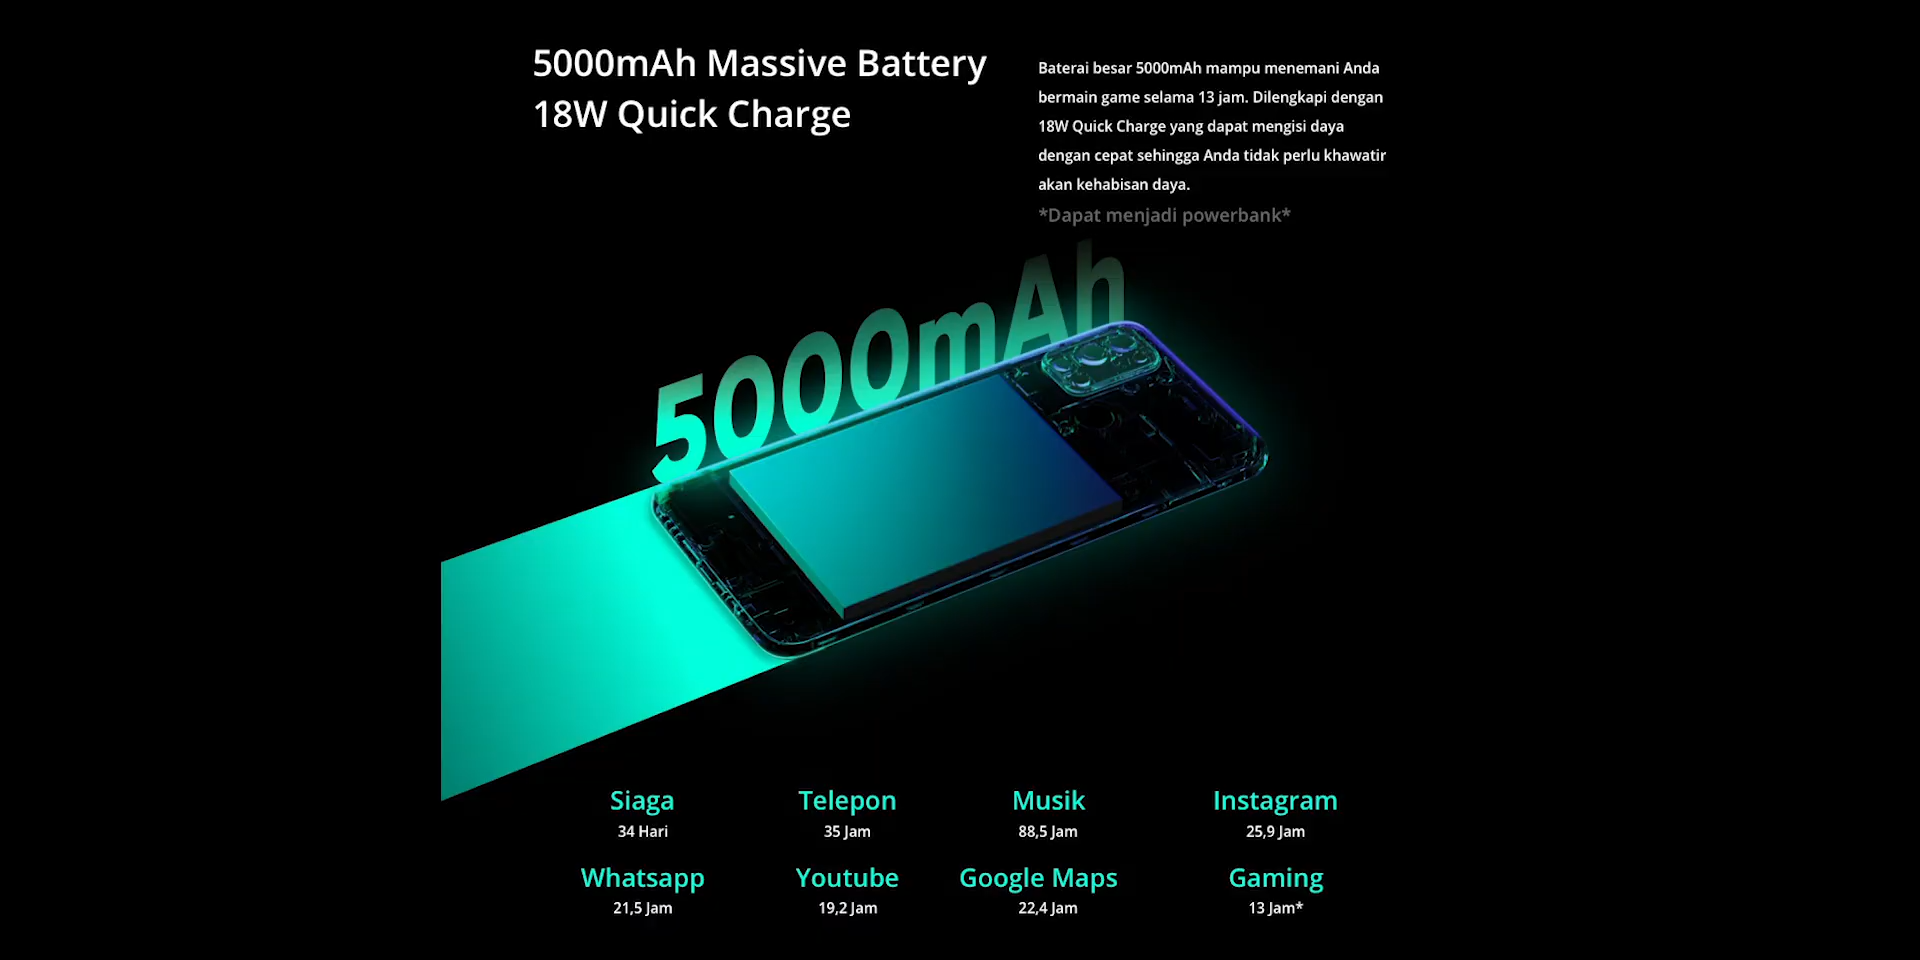 5000mAh Massive Battery
18W Quick Charge
Baterai besar 5000mAh mampu menemani Anda
bermain game selama 13 jam. Dilengkapi dengan
18W Quick Charge yang dapat mengisi daya
dengan cepat sehingga Anda tidak perlu khawatir
akan kehabisan daya.
*Dapat menjadi powerbank*
5000mAh
Siaga
34 Hari
Telepon
35 Jam
Musik
88,5 Jam
Instagram
25,9 Jam
Whatsapp
21,5 Jam
Youtube
19,2 Jam
Google Maps
22,4 Jam
Gaming
13 Jam*